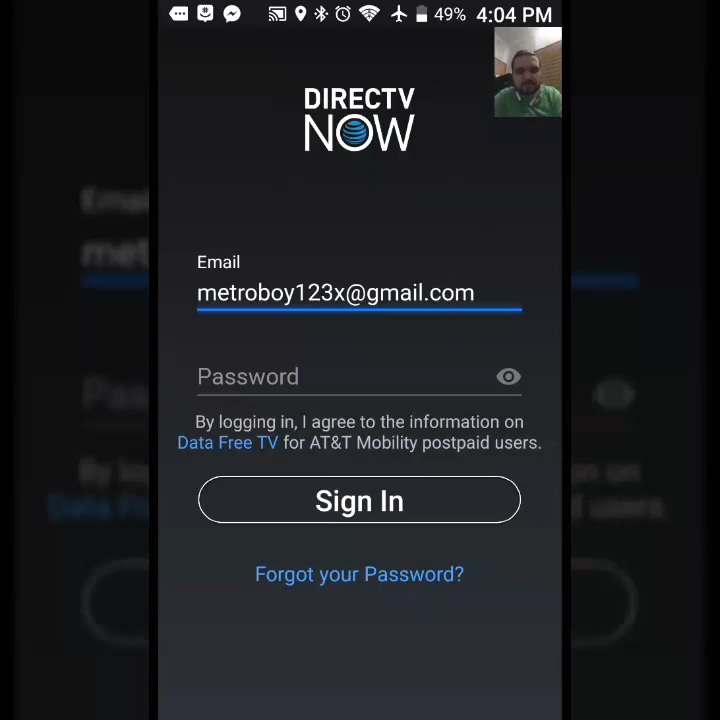 49% 4:04 PM
DIRECTV
NOW
Email
metroboy123x@gmail.com
Password
By logging in, I agree to the information on
Data Free TV for AT&T Mobility postpaid users.
Sign In
Forgot your Password?